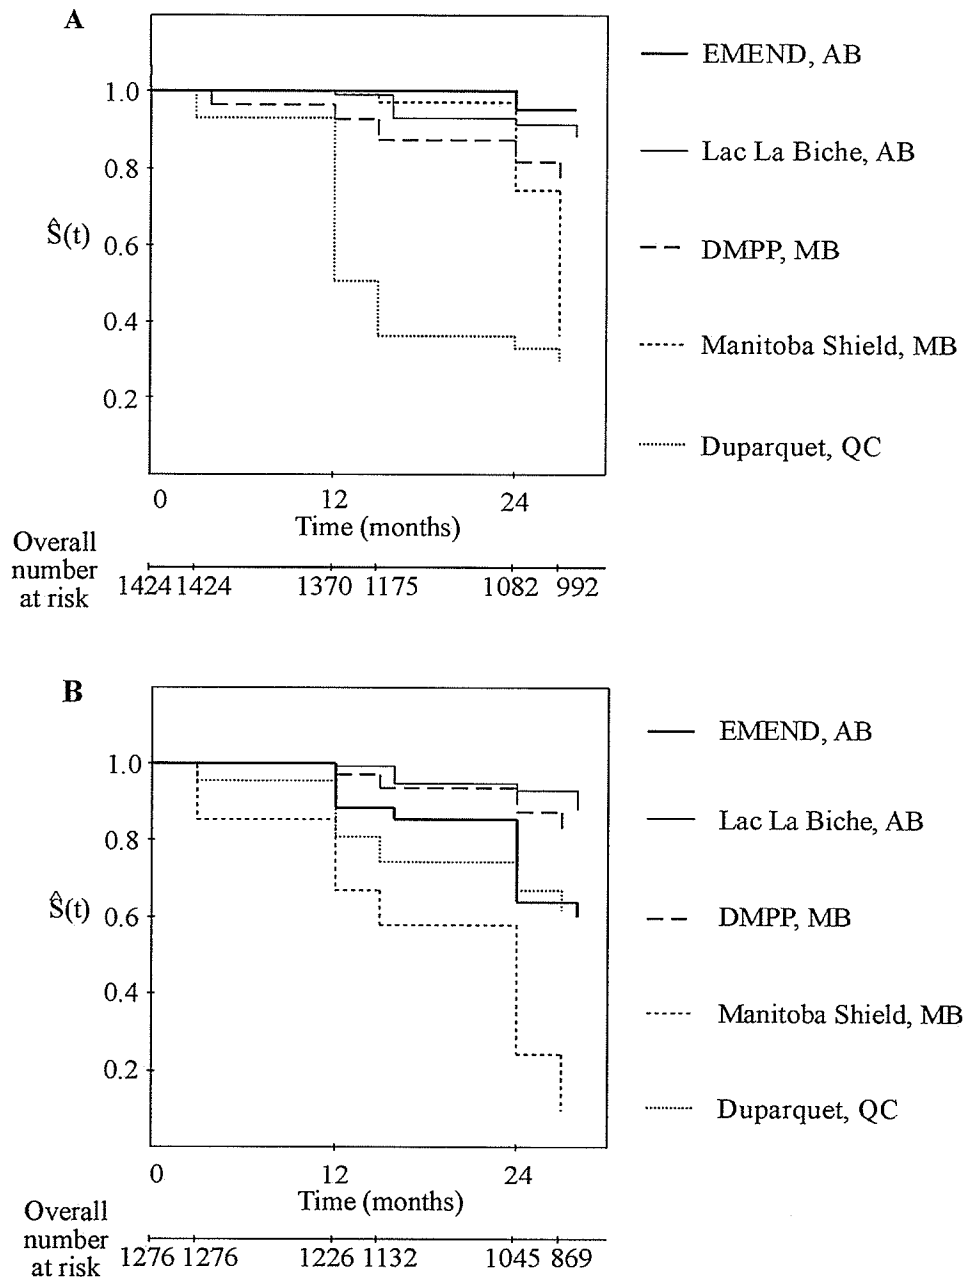 A
EMEND, AB
1.0
Lac La Biche, AB
0.8
Ŝ(t)
DMPP, MB
0.6
0.4
Manitoba Shield, MB
0.2
Duparquet, QC
0 12 24
Time (months)
Overall
number
at risk
1424 1424 1370 1175 1082 992
B
EMEND, AB
1.0
Lac La Biche, AB
0.8
Ŝ(t)
DMPP, MB
0.6
0.4
Manitoba Shield, MB
0.2
Duparquet, QC
0 12 24
Time (months)
Overall
number
at risk
1276 1276 1226 1132 1045 869